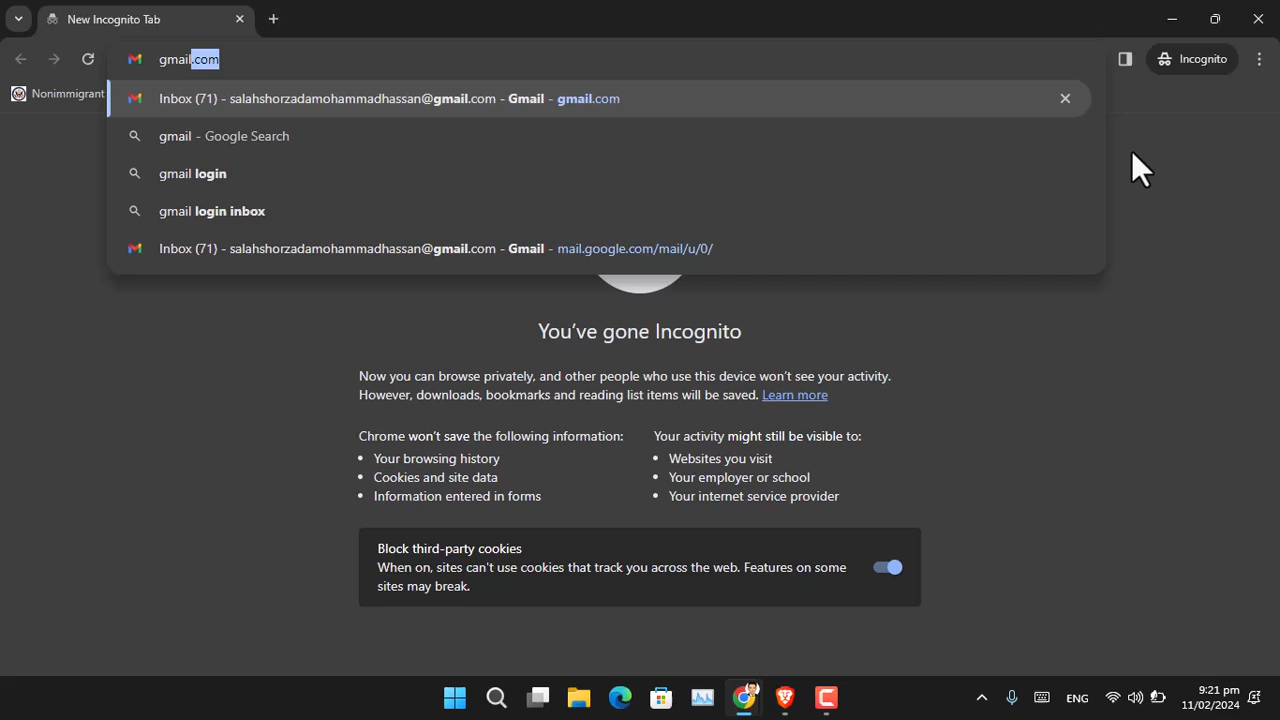 New Incognito Tab
gmail.com
Incognito
Nonimmigrant
Inbox (71) - salahshorzadamohammadhassan@gmail.com - Gmail - gmail.com
gmail - Google Search
gmail login
gmail login inbox
Inbox (71) - salahshorzadamohammadhassan@gmail.com - Gmail - mail.google.com/mail/u/0/
You've gone Incognito
Now you can browse privately, and other people who use this device won't see your activity.
However, downloads, bookmarks and reading list items will be saved. Learn more
Chrome won't save the following information:
• Your browsing history
• Cookies and site data
• Information entered in forms
Your activity might still be visible to:
• Websites you visit
• Your employer or school
• Your internet service provider
Block third-party cookies
When on, sites can't use cookies that track you across the web. Features on some
sites may break.
ENG
9:21 pm
11/02/2024